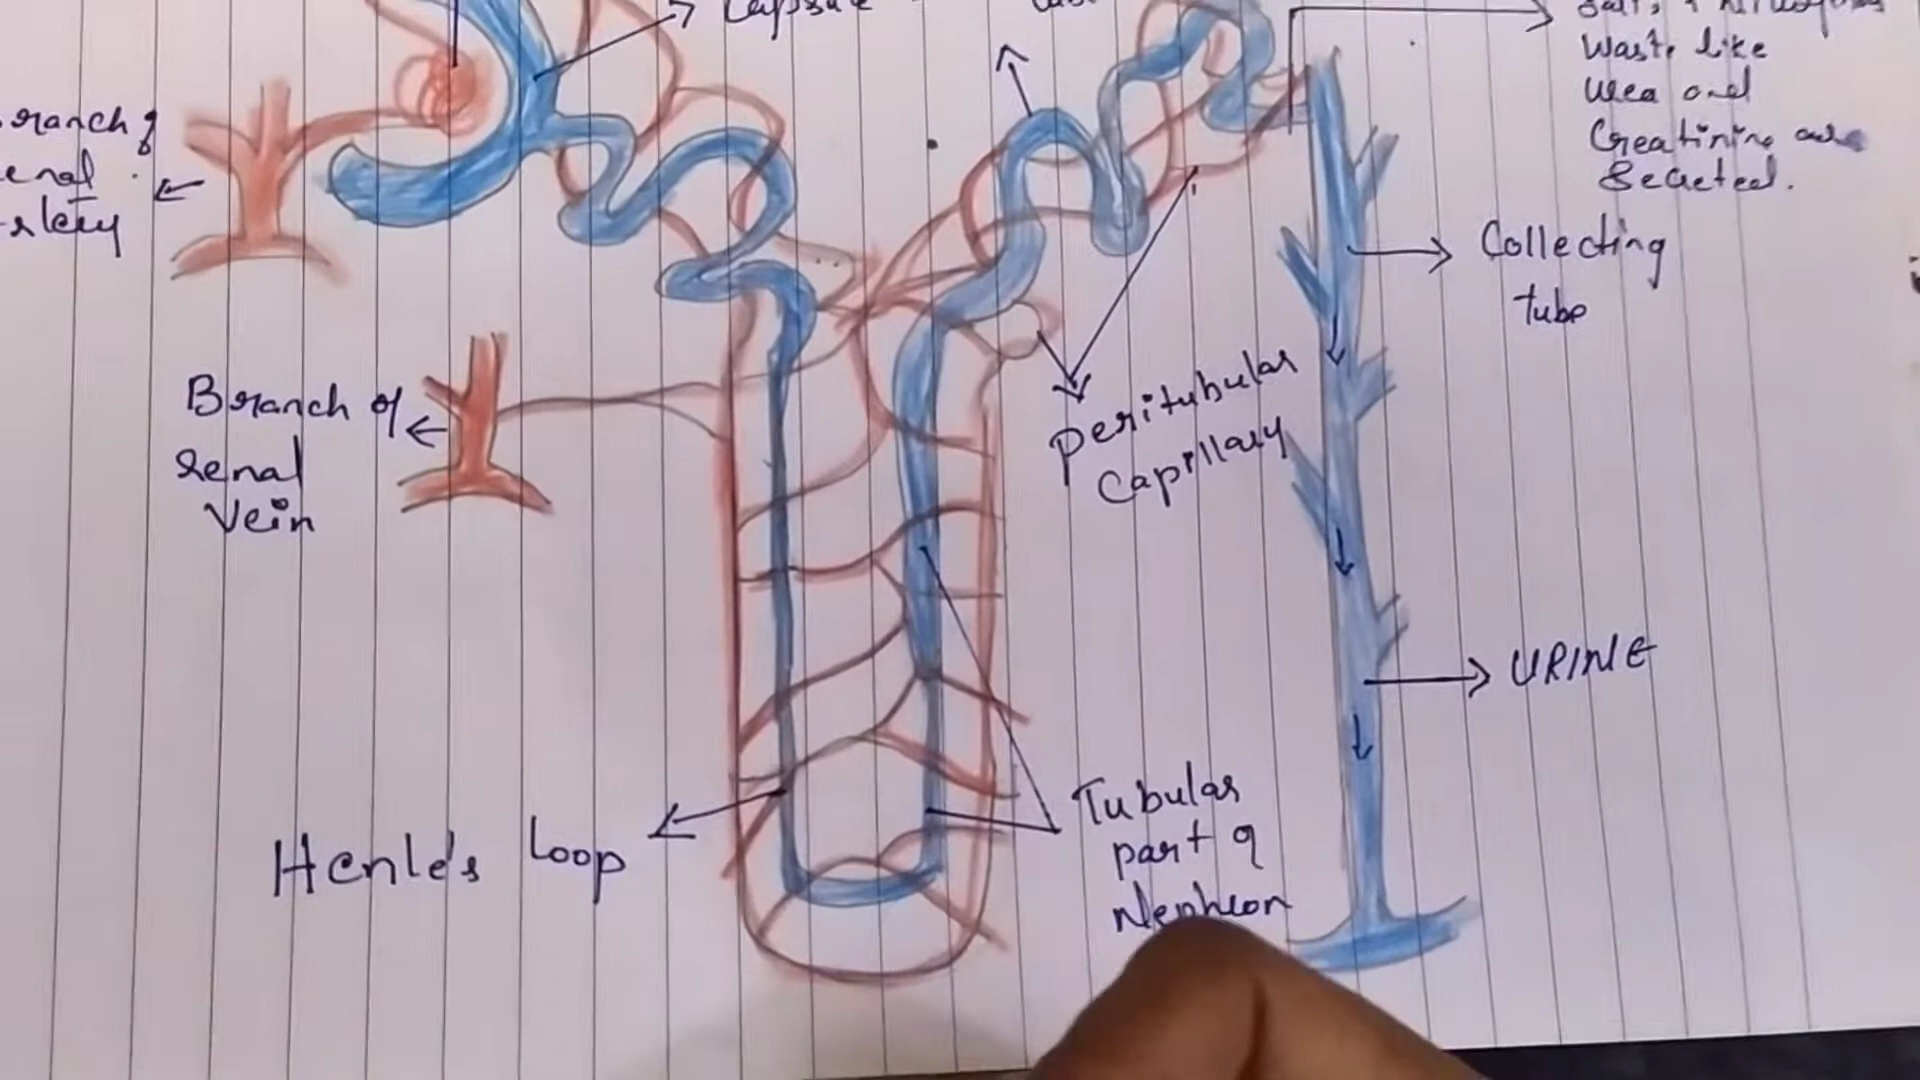 Capsule
Waste like
Urea and
Creatinine are
Secreted.
Collecting
tube
Branch of
renal
Vein
peritubular
Capillary
URINE
Henle's Loop
Tubular
part of
Nephron